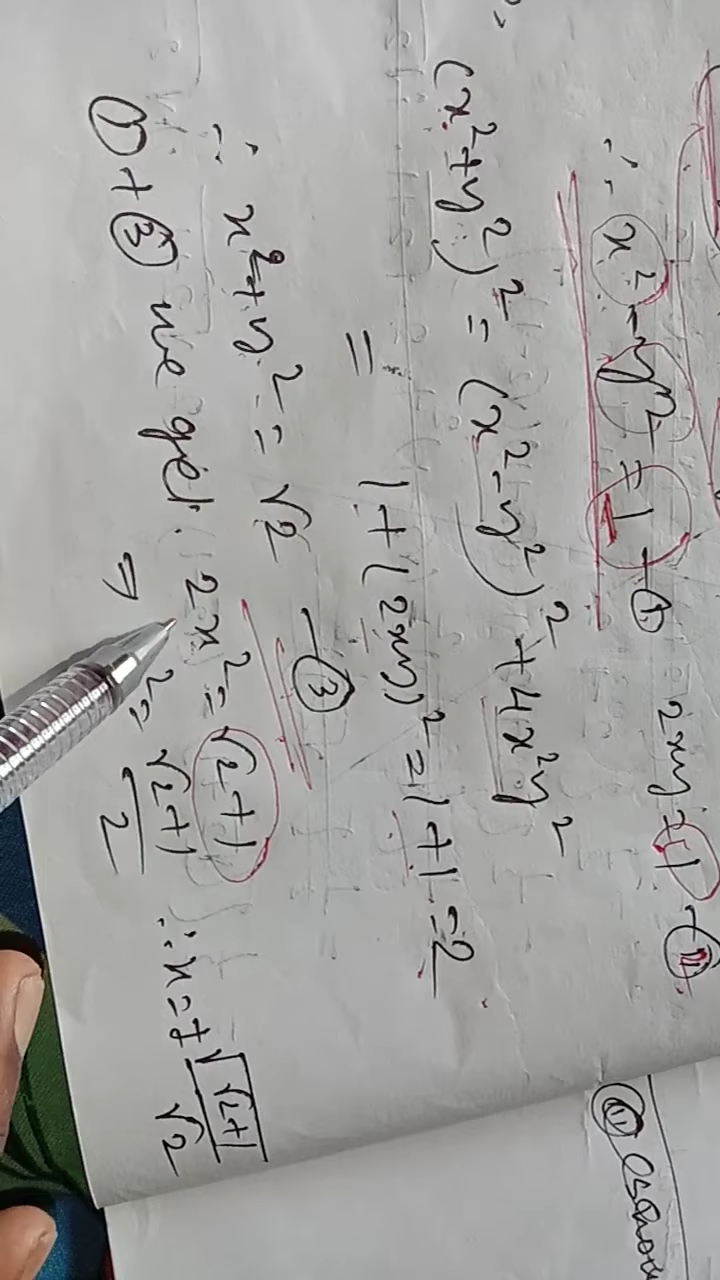 ∴ x² - y² = 1 - ① 2xy = 1 - ⑪
(x² + y²)² = (x² - y²)² + 4x²y²
= 1 + (2xy)² = 1 + 1 = 2
∴ x² + y² = √2 - ③
① + ③ we get 2x² = √2 + 1
⇒ ² = √2+1 / 2 ∴ x = ± √(√2+1) / √2